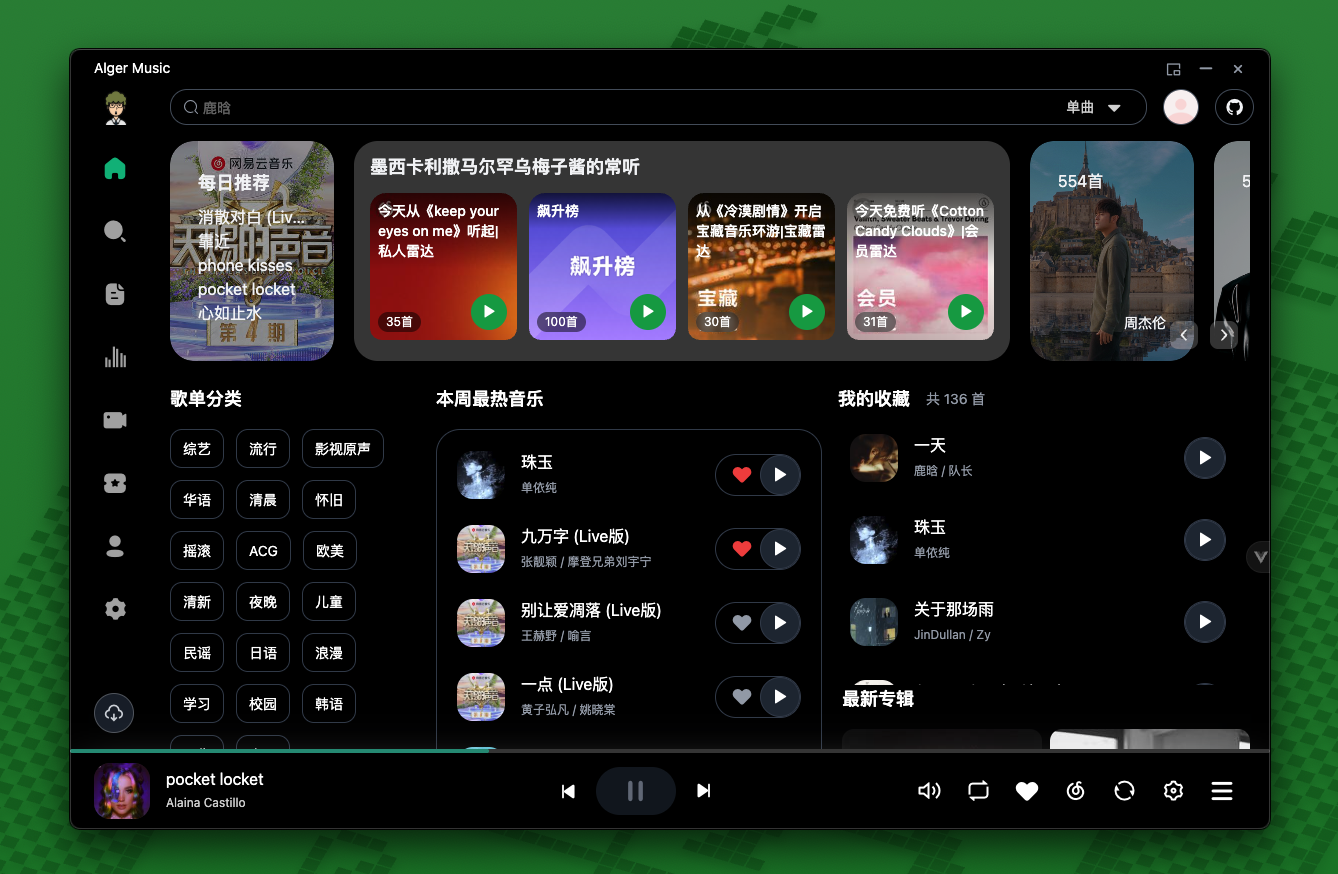 Alger Music
鹿晗
单曲
网易云音乐
每日推荐
消散对白 (Liv...
靠近
phone kisses
pocket locket
心如止水
第 4 期
墨西卡利撒马尔罕乌梅子酱的常听
今天从《keep your
eyes on me》听起|
私人雷达
35首
飙升榜
飙升榜
100首
从《冷漠剧情》开启
宝藏音乐环游|宝藏雷
达
宝藏
30首
今天免费听《Cotton
Candy Clouds》|会
员雷达
会员
31首
554首
周杰伦
5
歌单分类
综艺
流行
影视原声
华语
清晨
怀旧
摇滚
ACG
欧美
清新
夜晚
儿童
民谣
日语
浪漫
学习
校园
韩语
本周最热音乐
珠玉
单依纯
九万字 (Live版)
张靓颖 / 摩登兄弟刘宇宁
别让爱凋落 (Live版)
王赫野 / 喻言
一点 (Live版)
黄子弘凡 / 姚晓棠
我的收藏
共 136 首
一天
鹿晗 / 队长
珠玉
单依纯
关于那场雨
JinDullan / Zy
最新专辑
pocket locket
Alaina Castillo